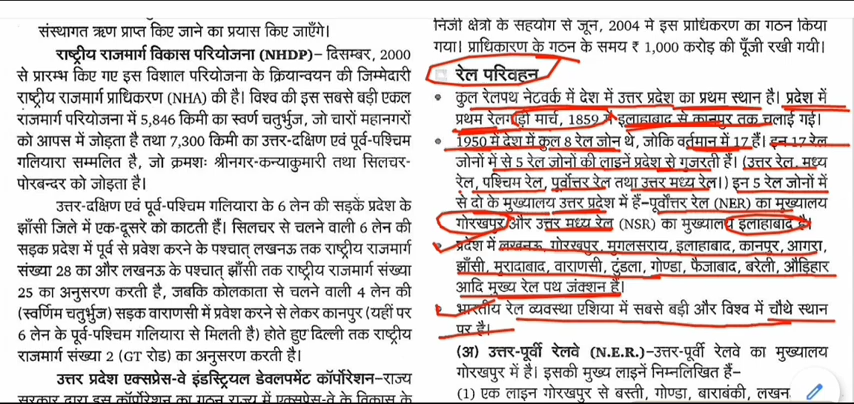 संस्थागत ऋण प्राप्त किए जाने का प्रयास किए जाएँगे।
राष्ट्रीय राजमार्ग विकास परियोजना (NHDP)– दिसम्बर, 2000
से प्रारम्भ किए गए इस विशाल परियोजना के क्रियान्वयन की जिम्मेदारी
राष्ट्रीय राजमार्ग प्राधिकरण (NHA) की है। विश्व की इस सबसे बड़ी एकल
राजमार्ग परियोजना में 5,846 किमी का स्वर्ण चतुर्भुज, जो चारों महानगरों
को आपस में जोड़ता है तथा 7,300 किमी का उत्तर-दक्षिण एवं पूर्व-पश्चिम
गलियारा सम्मलित है, जो क्रमशः श्रीनगर-कन्याकुमारी तथा सिलचर-
पोरबन्दर को जोड़ता है।
उत्तर-दक्षिण एवं पूर्व-पश्चिम गलियारा के 6 लेन की सड़कें प्रदेश के
झाँसी जिले में एक-दूसरे को काटती हैं। सिलचर से चलने वाली 6 लेन की
सड़क प्रदेश में पूर्व से प्रवेश करने के पश्चात् लखनऊ तक राष्ट्रीय राजमार्ग
संख्या 28 का और लखनऊ के पश्चात् झाँसी तक राष्ट्रीय राजमार्ग संख्या
25 का अनुसरण करती है, जबकि कोलकाता से चलने वाली 4 लेन की
(स्वर्णिम चतुर्भुज) सड़क वाराणसी में प्रवेश करने से लेकर कानपुर (यहीं पर
6 लेन के पूर्व-पश्चिम गलियारा से मिलती है) होते हुए दिल्ली तक राष्ट्रीय
राजमार्ग संख्या 2 (GT रोड) का अनुसरण करती है।
उत्तर प्रदेश एक्सप्रेस-वे इंडस्ट्रियल डेवलपमेंट कॉर्पोरेशन–राज्य
सरकार द्वारा इस कॉर्पोरेशन का गठन राज्य में एक्सप्रेस-वे के विकास के
निजी क्षेत्रों के सहयोग से जून, 2004 में इस प्राधिकरण का गठन किया
गया। प्राधिकारण के गठन के समय ₹ 1,000 करोड़ की पूँजी रखी गयी।
रेल परिवहन
• कुल रेलपथ नेटवर्क में देश में उत्तर प्रदेश का प्रथम स्थान है। प्रदेश में
प्रथम रेलगाड़ी मार्च, 1859 में इलाहाबाद से कानपुर तक चलाई गई।
• 1950 में देश में कुल 8 रेल जोन थे, जोकि वर्तमान में 17 हैं। इन 17 रेल
जोनों में से 5 रेल जोनों की लाइनें प्रदेश से गुजरती हैं। (उत्तर रेल, मध्य
रेल, पश्चिम रेल, पूर्वोत्तर रेल तथा उत्तर मध्य रेल।) इन 5 रेल जोनों में
से दो के मुख्यालय उत्तर प्रदेश में हैं–पूर्वोत्तर रेल (NER) का मुख्यालय
गोरखपुर और उत्तर मध्य रेल (NSR) का मुख्यालय इलाहाबाद है।
प्रदेश में लखनऊ, गोरखपुर, मुगलसराय, इलाहाबाद, कानपुर, आगरा,
झाँसी, मुरादाबाद, वाराणसी, टुंडला, गोण्डा, फैजाबाद, बरेली, औड़िहार
आदि मुख्य रेल पथ जंक्शन हैं।
भारतीय रेल व्यवस्था एशिया में सबसे बड़ी और विश्व में चौथे स्थान
पर है।
(अ) उत्तर-पूर्वी रेलवे (N.E.R.)–उत्तर-पूर्वी रेलवे का मुख्यालय
गोरखपुर में है। इसकी मुख्य लाइनें निम्नलिखित हैं–
(1) एक लाइन गोरखपुर से बस्ती, गोण्डा, बाराबंकी, लखन